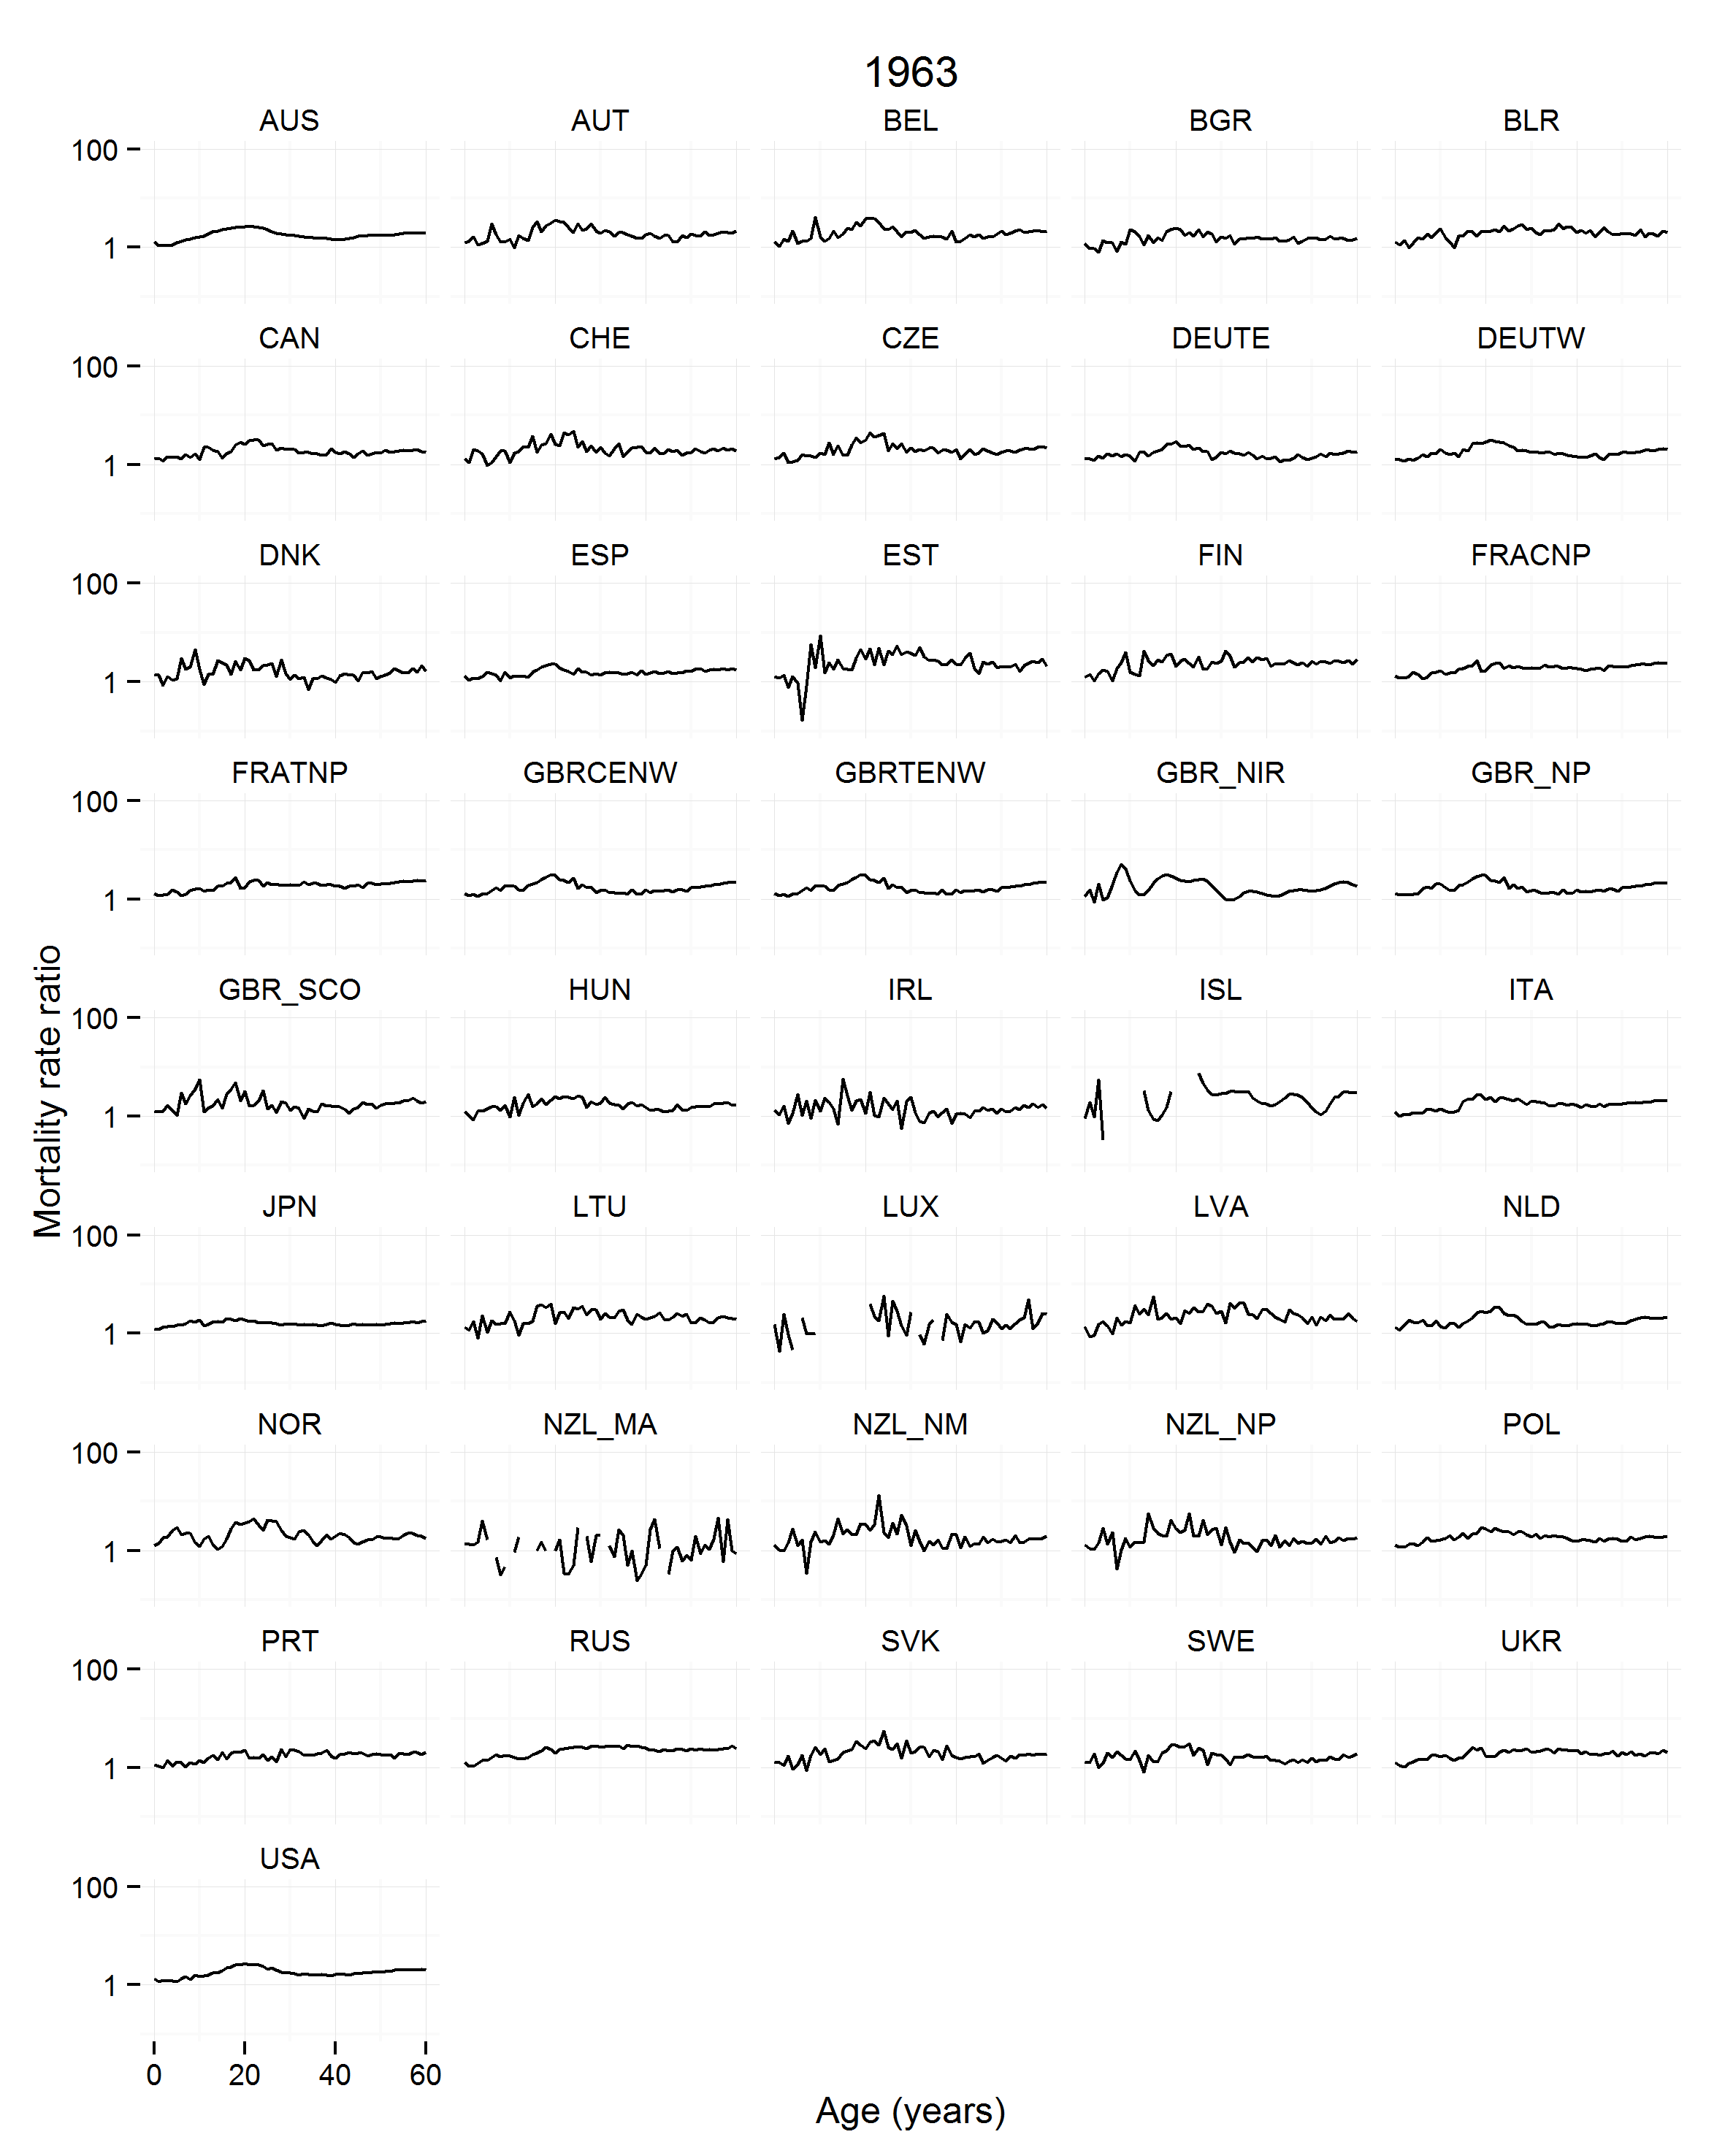 1963
AUS AUT BEL BGR BLR
100
1
CAN CHE CZE DEUTE DEUTW
100
1
DNK ESP EST FIN FRACNP
100
1
FRATNP GBRCENW GBRTENW GBR_NIR GBR_NP
100
1
Mortality rate ratio
GBR_SCO HUN IRL ISL ITA
100
1
JPN LTU LUX LVA NLD
100
1
NOR NZL_MA NZL_NM NZL_NP POL
100
1
PRT RUS SVK SWE UKR
100
1
USA
100
1
0 20 40 60
Age (years)